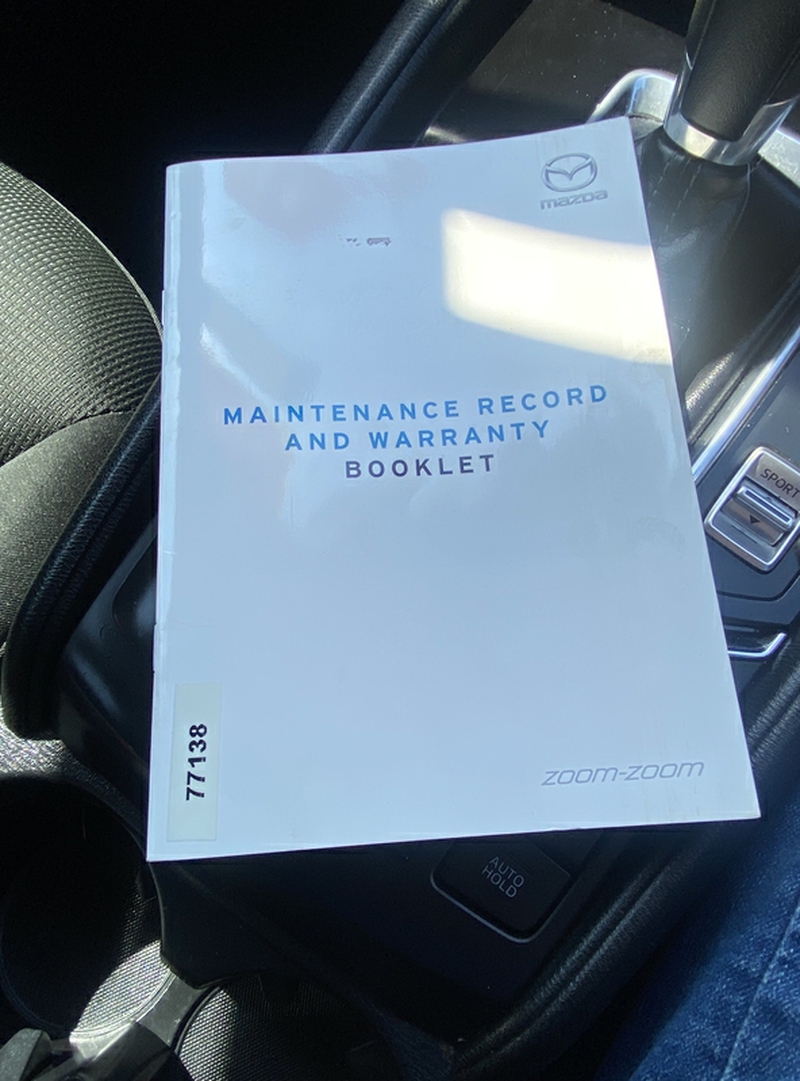 mazda
MAINTENANCE RECORD
AND WARRANTY
BOOKLET
SPORT
77138
zoom-zoom
AUTO
HOLD